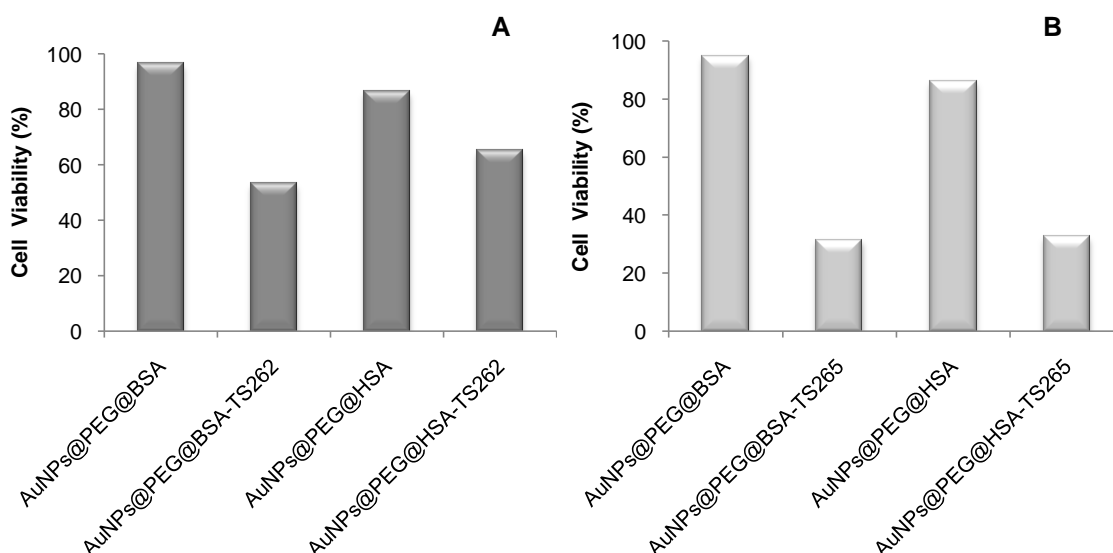 A
Cell Viability (%)
100
80
60
40
20
0
AuNPs@PEG@BSA
AuNPs@PEG@BSA-TS262
AuNPs@PEG@HSA
AuNPs@PEG@HSA-TS262
B
Cell Viability (%)
100
80
60
40
20
0
AuNPs@PEG@BSA
AuNPs@PEG@BSA-TS265
AuNPs@PEG@HSA
AuNPs@PEG@HSA-TS265